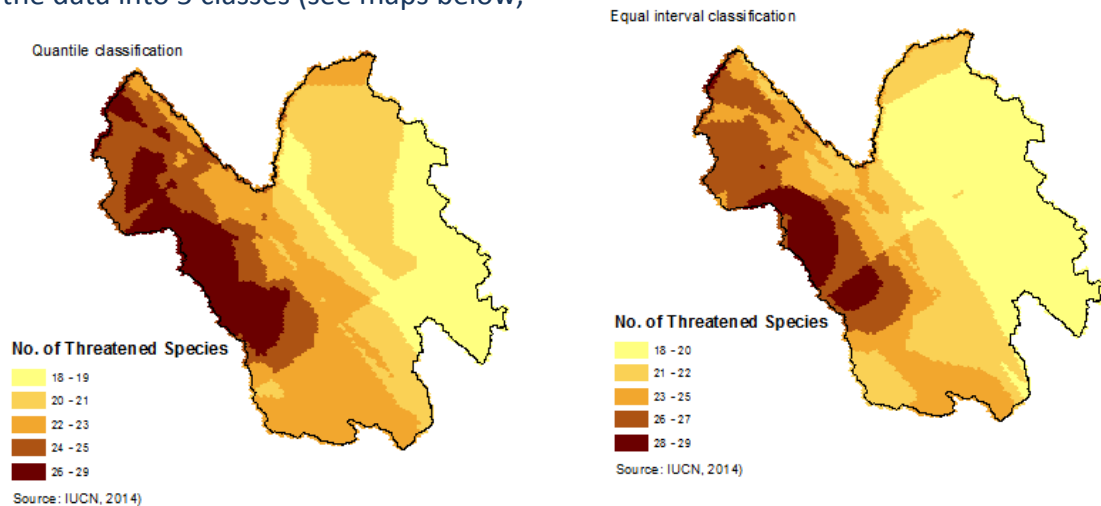 the data into 5 classes (see maps below;
Quantile classification
No. of Threatened Species
18 - 19
20 - 21
22 - 23
24 - 25
26 - 29
Source: IUCN, 2014)
Equal interval classification
No. of Threatened Species
18 - 20
21 - 22
23 - 25
26 - 27
28 - 29
Source: IUCN, 2014)